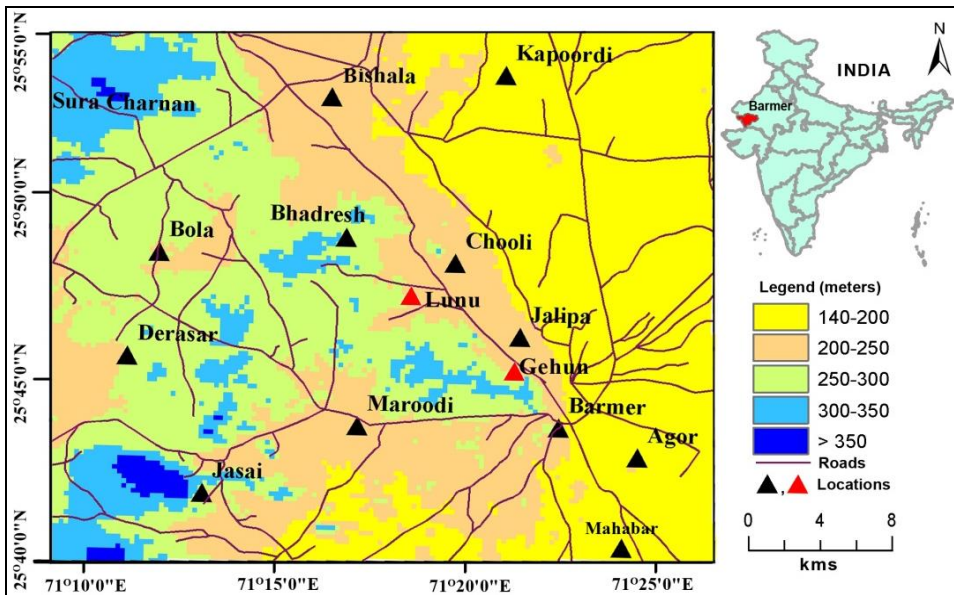 25°55'0"N
25°50'0"N
25°45'0"N
25°40'0"N
Kapoordi
Bishala
Sura Charnan
Bhadresh
Bola
Chooli
Lunu
Jalipa
Derasar
Gehun
Maroodi
Barmer
Agor
Jasai
Mahabar
71°10'0"E
71°15'0"E
71°20'0"E
71°25'0"E
N
INDIA
Barmer
Legend (meters)
140-200
200-250
250-300
300-350
> 350
Roads
, Locations
0 4 8
kms